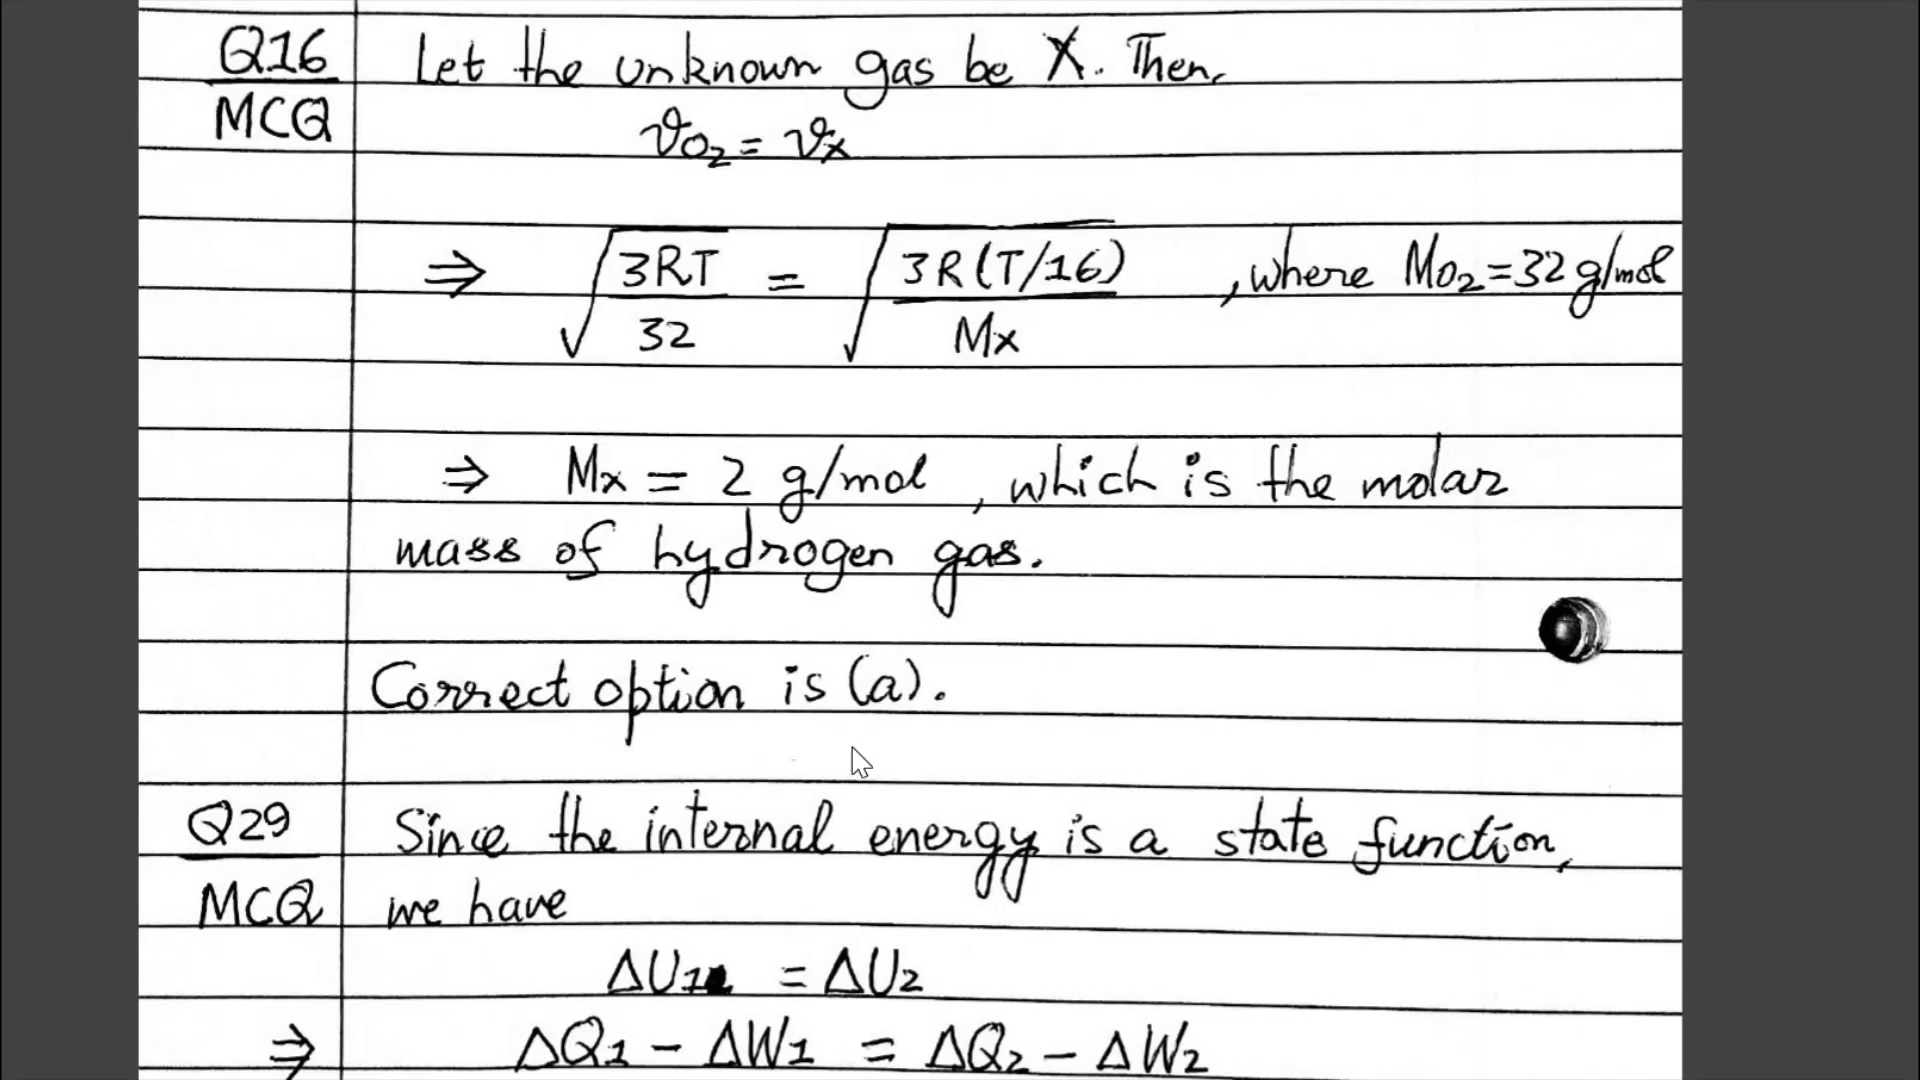 Q16 Let the unknown gas be X. Then,
MCQ
v_O2 = v_x
⇒ √(3RT/32) = √(3R(T/16)/Mx) , where M_O2 = 32 g/mol
⇒ Mx = 2 g/mol , which is the molar
mass of hydrogen gas.
Correct option is (a).
Q29 Since the internal energy is a state function,
MCQ we have
ΔU1 = ΔU2
⇒ ΔQ1 - ΔW1 = ΔQ2 - ΔW2